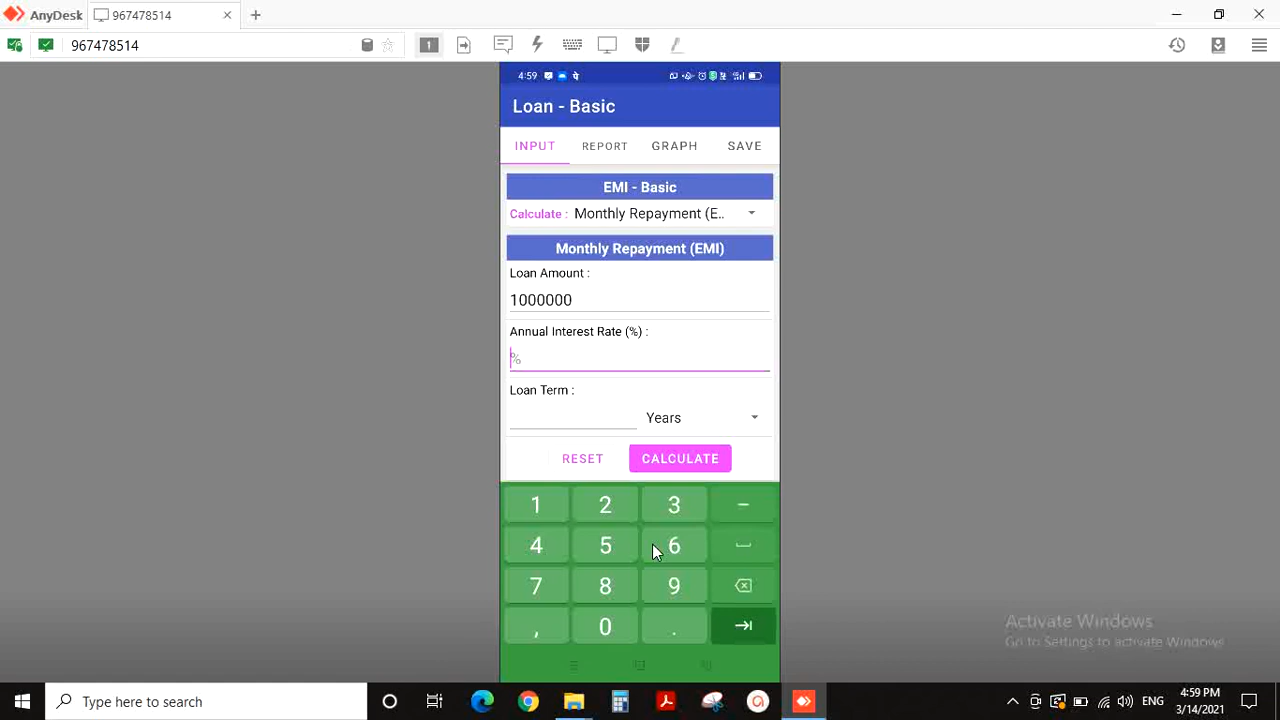 AnyDesk
967478514
967478514
1
4:59
Loan - Basic
INPUT
REPORT
GRAPH
SAVE
EMI - Basic
Calculate : Monthly Repayment (E..
Monthly Repayment (EMI)
Loan Amount :
1000000
Annual Interest Rate (%) :
%
Loan Term :
Years
RESET
CALCULATE
1 2 3 –
4 5 6
7 8 9
, 0 .
Activate Windows
Go to Settings to activate Windows
Type here to search
ENG
4:59 PM
3/14/2021